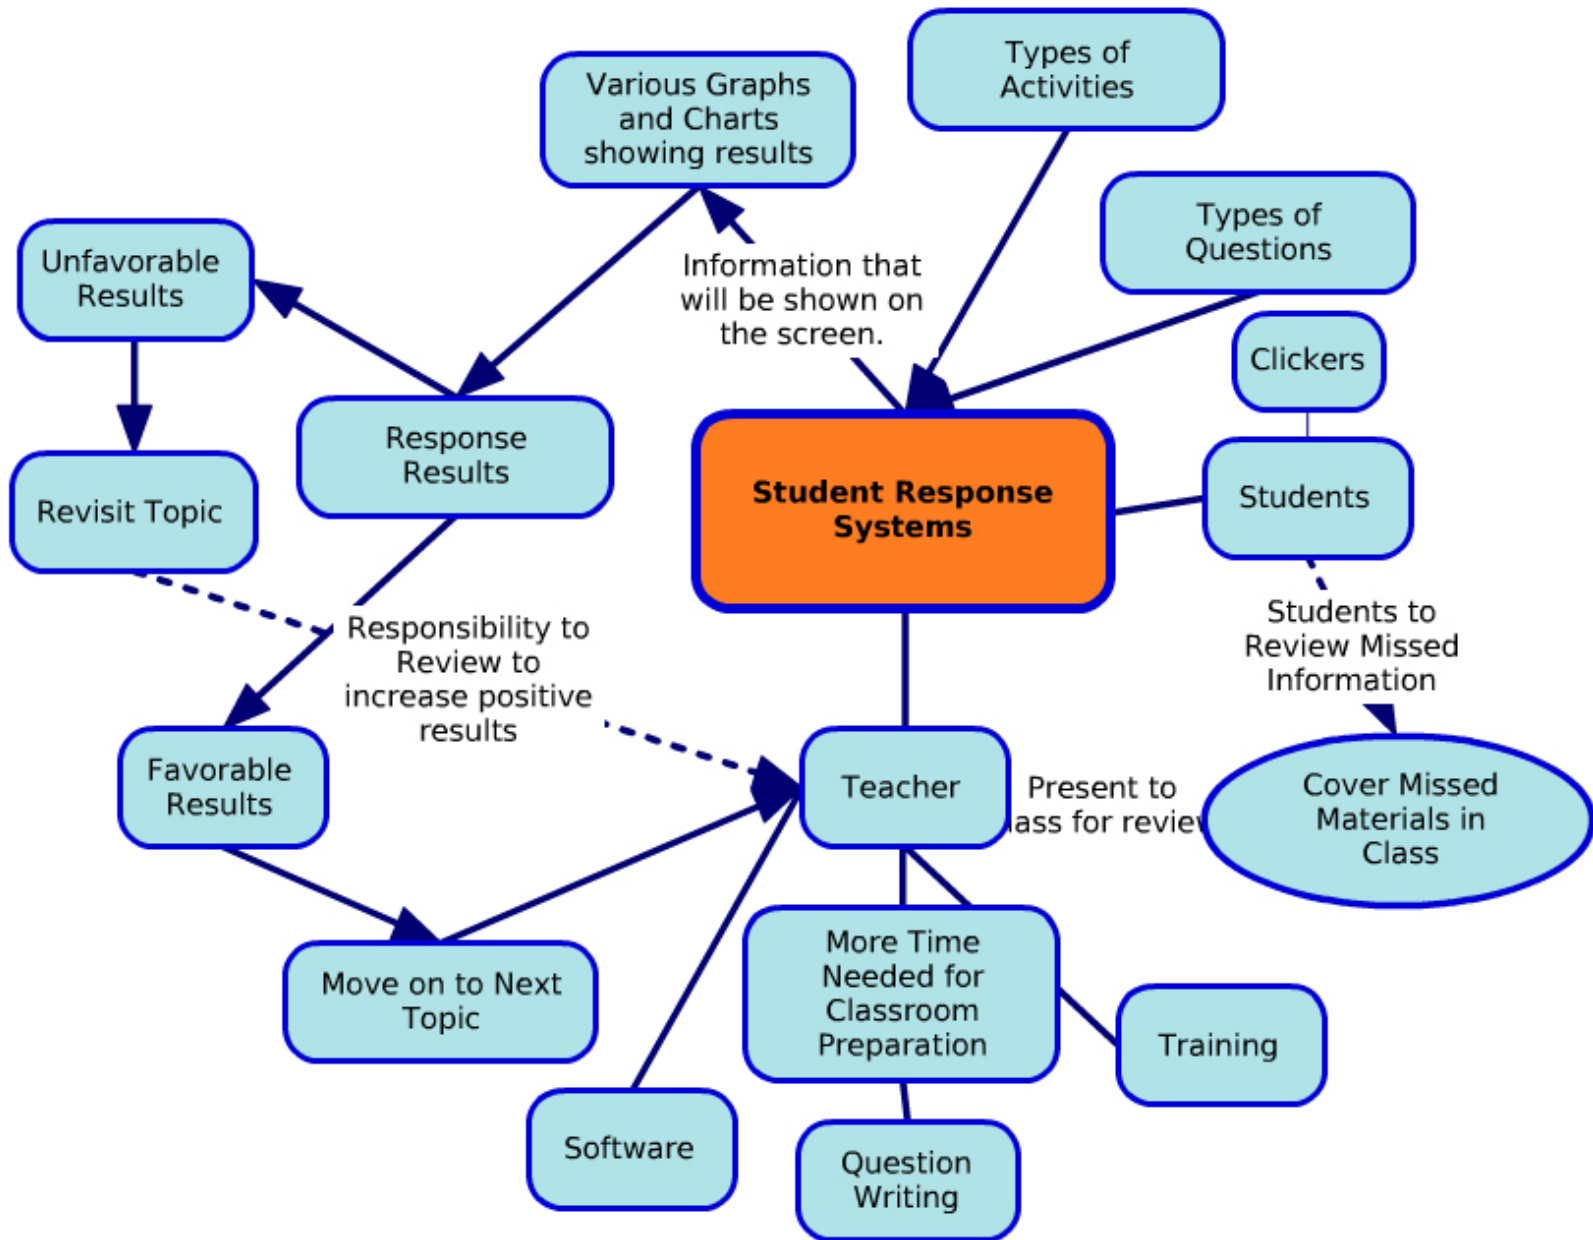 Types of
Activities
Various Graphs
and Charts
showing results
Types of
Questions
Unfavorable
Results
Information that
will be shown on
the screen.
Clickers
Response
Results
Revisit Topic
Student Response
Systems
Students
Responsibility to
Review to
increase positive
results
Students to
Review Missed
Information
Favorable
Results
Teacher
Present to
for
Cover Missed
Materials in
Class
Move on to Next
Topic
More Time
Needed for
Classroom
Preparation
Training
Software
Question
Writing